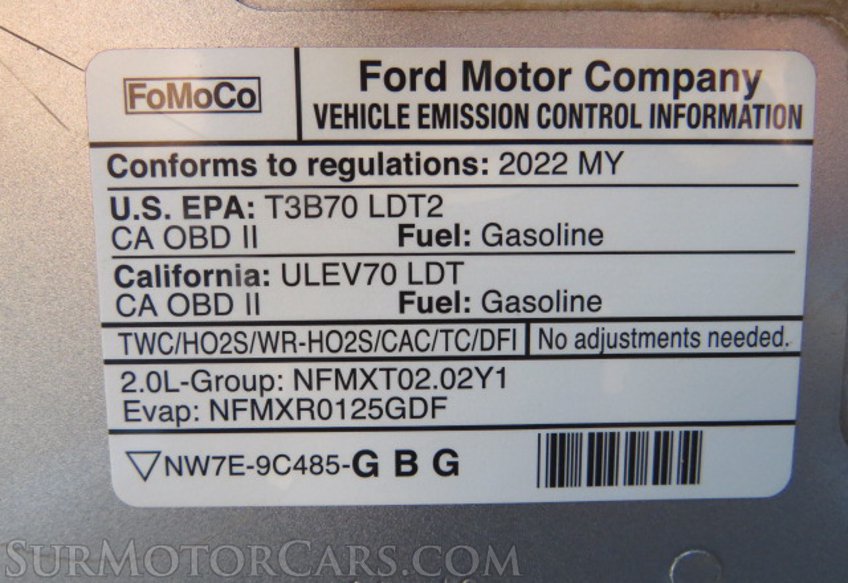 FoMoCo
Ford Motor Company
VEHICLE EMISSION CONTROL INFORMATION
Conforms to regulations: 2022 MY
U.S. EPA: T3B70 LDT2
CA OBD II Fuel: Gasoline
California: ULEV70 LDT
CA OBD II Fuel: Gasoline
TWC/HO2S/WR-HO2S/CAC/TC/DFI No adjustments needed.
2.0L-Group: NFMXT02.02Y1
Evap: NFMXR0125GDF
NW7E-9C485-G B G
SURMOTORCARS.COM